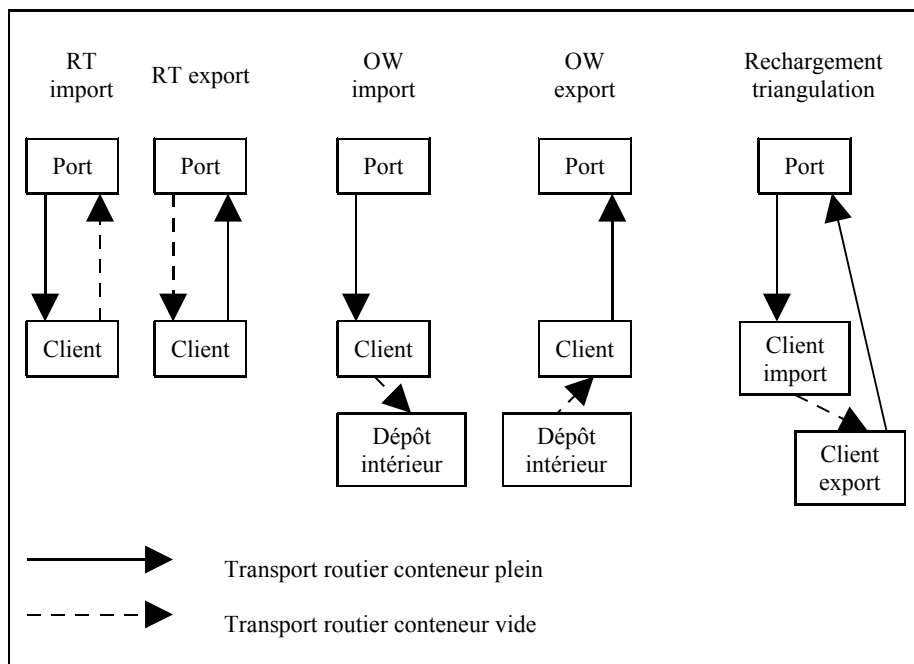 RT
import
RT export
OW
import
OW
export
Rechargement
triangulation
Port
Port
Port
Port
Port
Client
Client
Client
Client
Client
import
Dépôt
intérieur
Dépôt
intérieur
Client
export
Transport routier conteneur plein
Transport routier conteneur vide